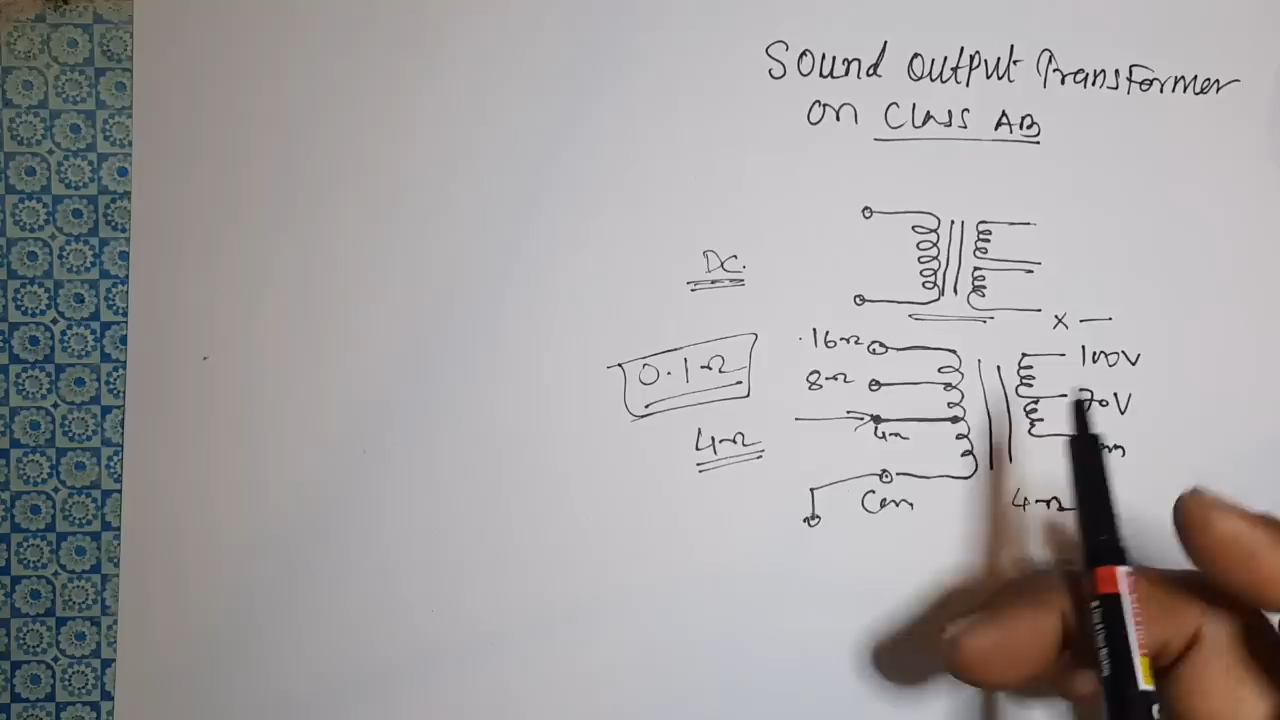 Sound output Transformer
on Class AB
DC.
x —
.16Ω
100V
0.1Ω
8Ω
70V
4Ω
4Ω
Com
4Ω